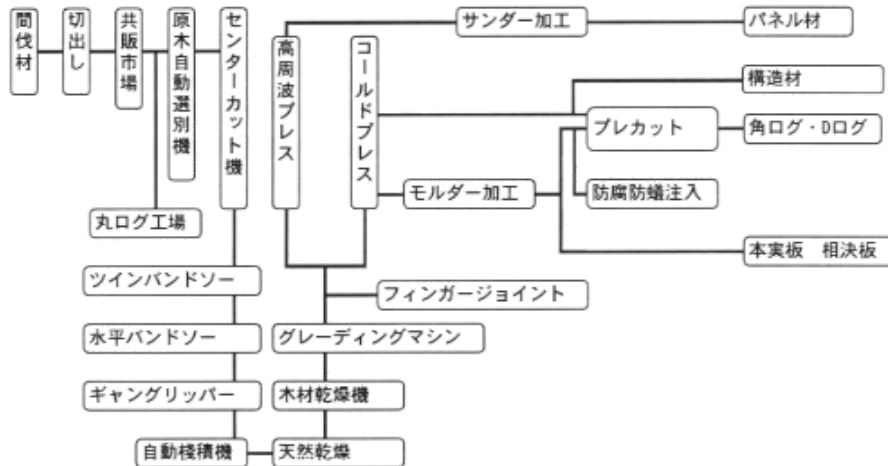 間伐材
切出し
共販市場
原木自動選別機
センターカット機
丸ログ工場
ツインバンドソー
水平バンドソー
ギャングリッパー
自動棧積機
天然乾燥
木材乾燥機
グレーディングマシン
フィンガージョイント
高周波プレス
コールドプレス
サンダー加工
パネル材
構造材
プレカット
角ログ・Dログ
モルダー加工
防腐防蟻注入
本実板 相決板